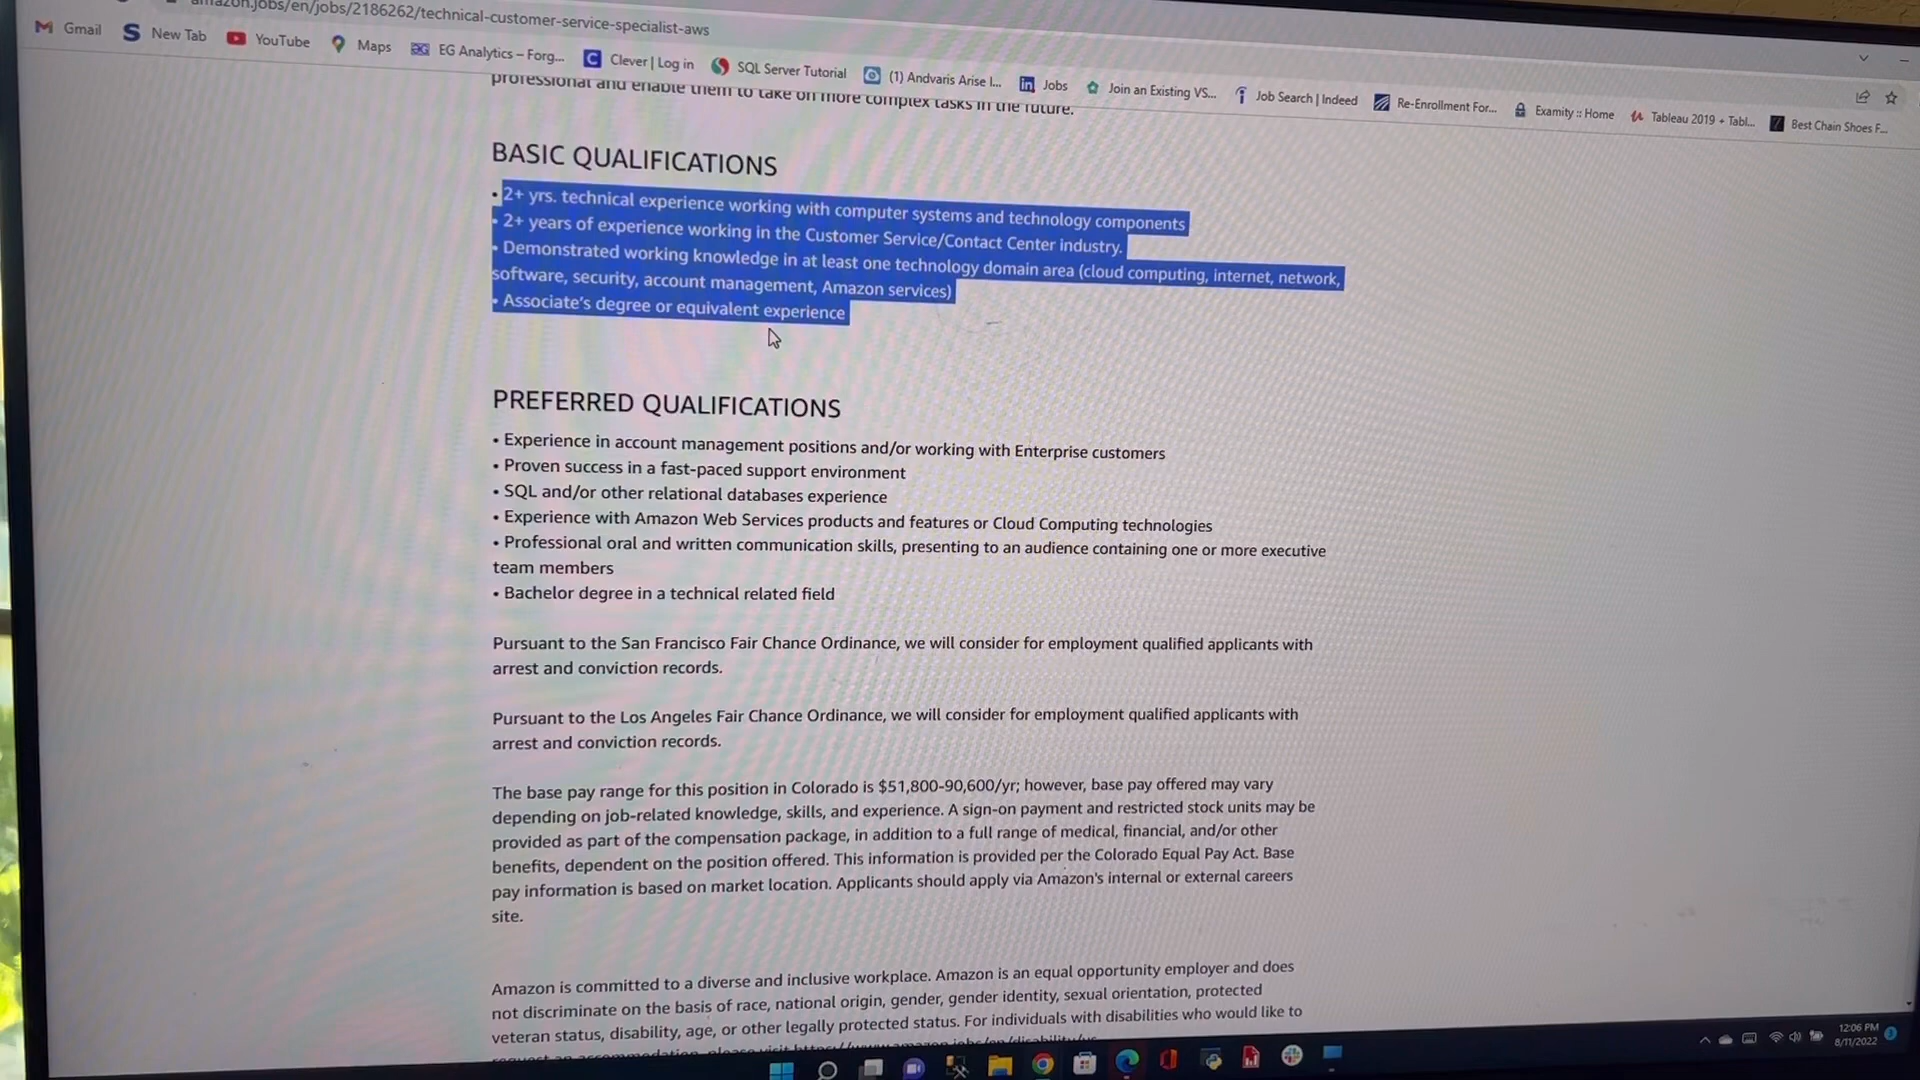 amazon.jobs/en/jobs/2186262/technical-customer-service-specialist-aws
Gmail New Tab YouTube Maps EG Analytics – Forg... Clever | Log in SQL Server Tutorial (1) Andvaris Arise I... Jobs Join an Existing VS... Job Search | Indeed Re-Enrollment For... Examity :: Home Tableau 2019 + Tabl... Best Chain Shoes F...
professional and enable them to take on more complex tasks in the future.
BASIC QUALIFICATIONS
• 2+ yrs. technical experience working with computer systems and technology components
• 2+ years of experience working in the Customer Service/Contact Center industry.
• Demonstrated working knowledge in at least one technology domain area (cloud computing, internet, network,
software, security, account management, Amazon services)
• Associate's degree or equivalent experience
PREFERRED QUALIFICATIONS
• Experience in account management positions and/or working with Enterprise customers
• Proven success in a fast-paced support environment
• SQL and/or other relational databases experience
• Experience with Amazon Web Services products and features or Cloud Computing technologies
• Professional oral and written communication skills, presenting to an audience containing one or more executive
team members
• Bachelor degree in a technical related field
Pursuant to the San Francisco Fair Chance Ordinance, we will consider for employment qualified applicants with
arrest and conviction records.
Pursuant to the Los Angeles Fair Chance Ordinance, we will consider for employment qualified applicants with
arrest and conviction records.
The base pay range for this position in Colorado is $51,800-90,600/yr; however, base pay offered may vary
depending on job-related knowledge, skills, and experience. A sign-on payment and restricted stock units may be
provided as part of the compensation package, in addition to a full range of medical, financial, and/or other
benefits, dependent on the position offered. This information is provided per the Colorado Equal Pay Act. Base
pay information is based on market location. Applicants should apply via Amazon's internal or external careers
site.
Amazon is committed to a diverse and inclusive workplace. Amazon is an equal opportunity employer and does
not discriminate on the basis of race, national origin, gender, gender identity, sexual orientation, protected
veteran status, disability, age, or other legally protected status. For individuals with disabilities who would like to
request an accommodation, please visit https://www.amazon.jobs/en/disability/us
12:06 PM
8/11/2022